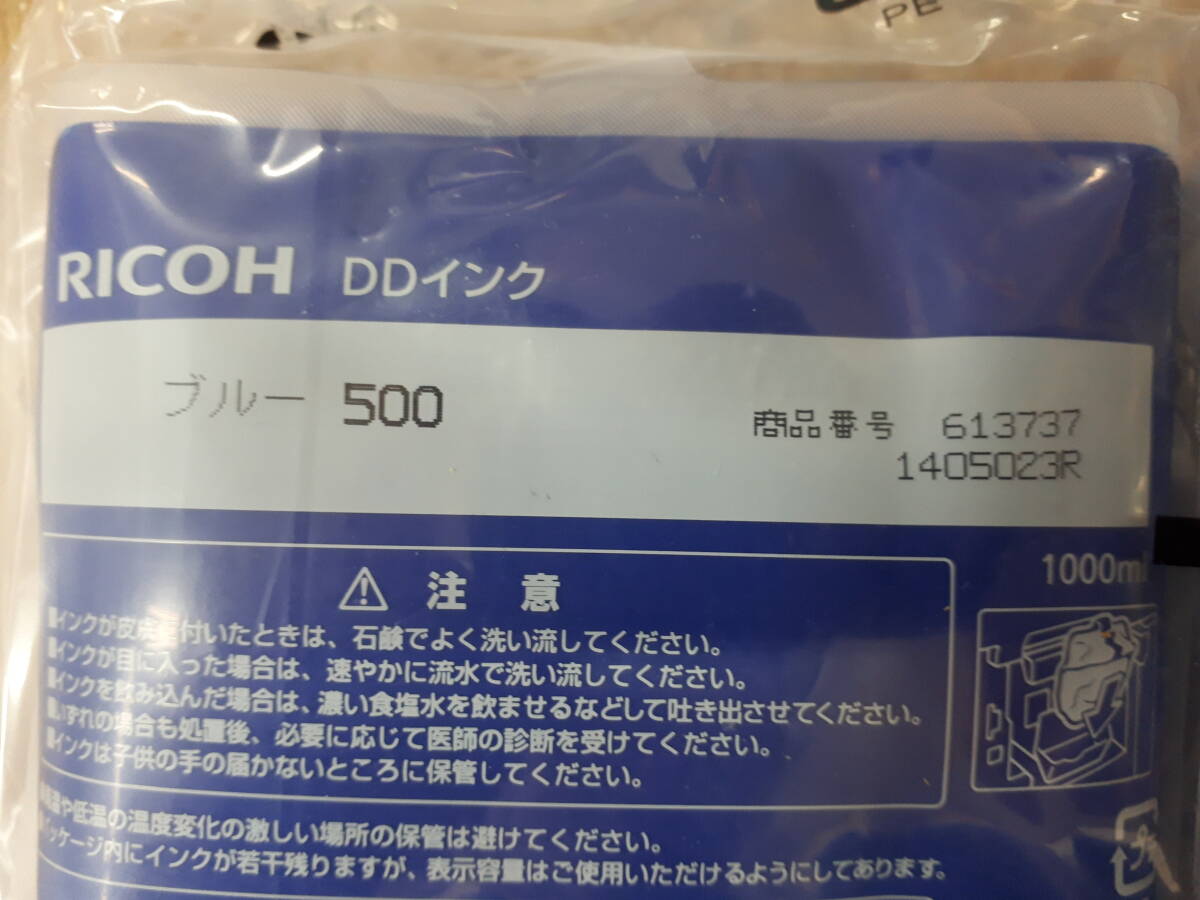 PE
RICOH DDインク
ブルー 500
商品番号 613737
1405023R
1000ml
注 意
■インクが皮膚に付いたときは、石鹸でよく洗い流してください。
■インクが目に入った場合は、速やかに流水で洗い流してください。
■インクを飲み込んだ場合は、濃い食塩水を飲ませるなどして吐き出させてください。
■いずれの場合も処置後、必要に応じて医師の診断を受けてください。
■インクは子供の手の届かないところに保管してください。
■高温や低温の温度変化の激しい場所の保管は避けてください。
■パッケージ内にインクが若干残りますが、表示容量はご使用いただけるようにしてあります。
プ